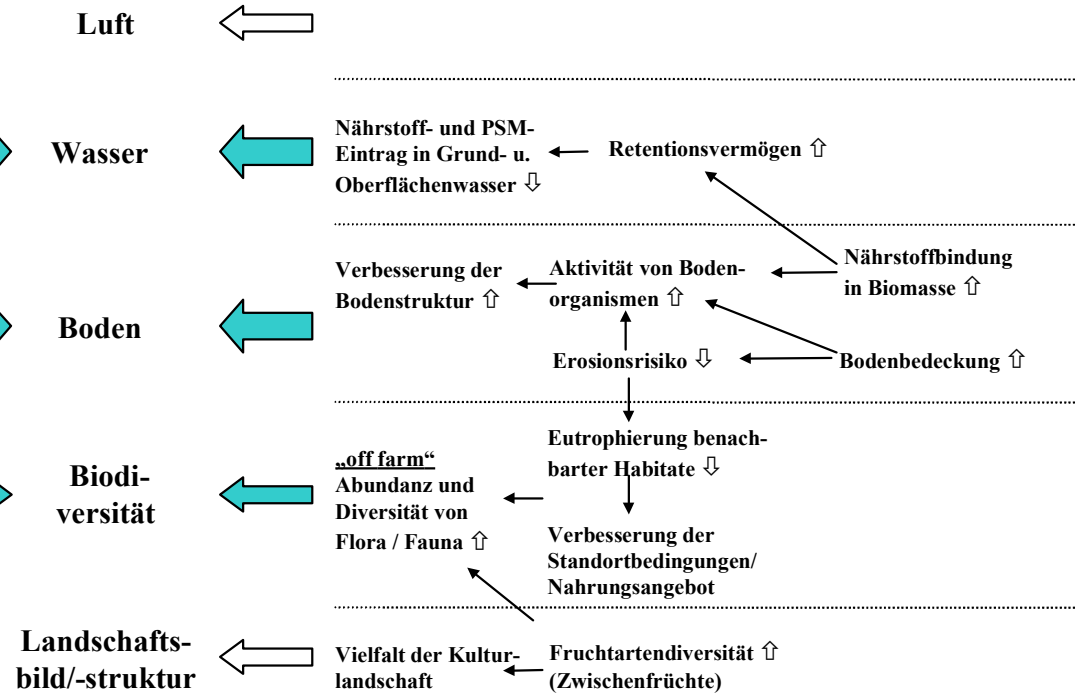 Luft
Wasser
Nährstoff- und PSM-
Eintrag in Grund- u.
Oberflächenwasser ⇩
Retentionsvermögen ⇧
Boden
Verbesserung der
Bodenstruktur ⇧
Aktivität von Boden-
organismen ⇧
Nährstoffbindung
in Biomasse ⇧
Erosionsrisiko ⇩
Bodenbedeckung ⇧
Biodi-
versität
„off farm“
Abundanz und
Diversität von
Flora / Fauna ⇧
Eutrophierung benach-
barter Habitate ⇩
Verbesserung der
Standortbedingungen/
Nahrungsangebot
Landschafts-
bild/-struktur
Vielfalt der Kultur-
landschaft
Fruchtartendiversität ⇧
(Zwischenfrüchte)